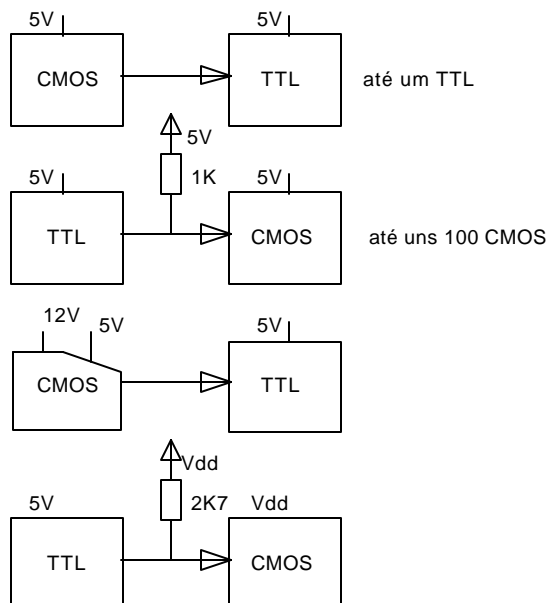 5V 5V
CMOS TTL até um TTL
5V
5V 1K 5V
TTL CMOS até uns 100 CMOS
12V 5V 5V
CMOS TTL
Vdd
5V 2K7 Vdd
TTL CMOS